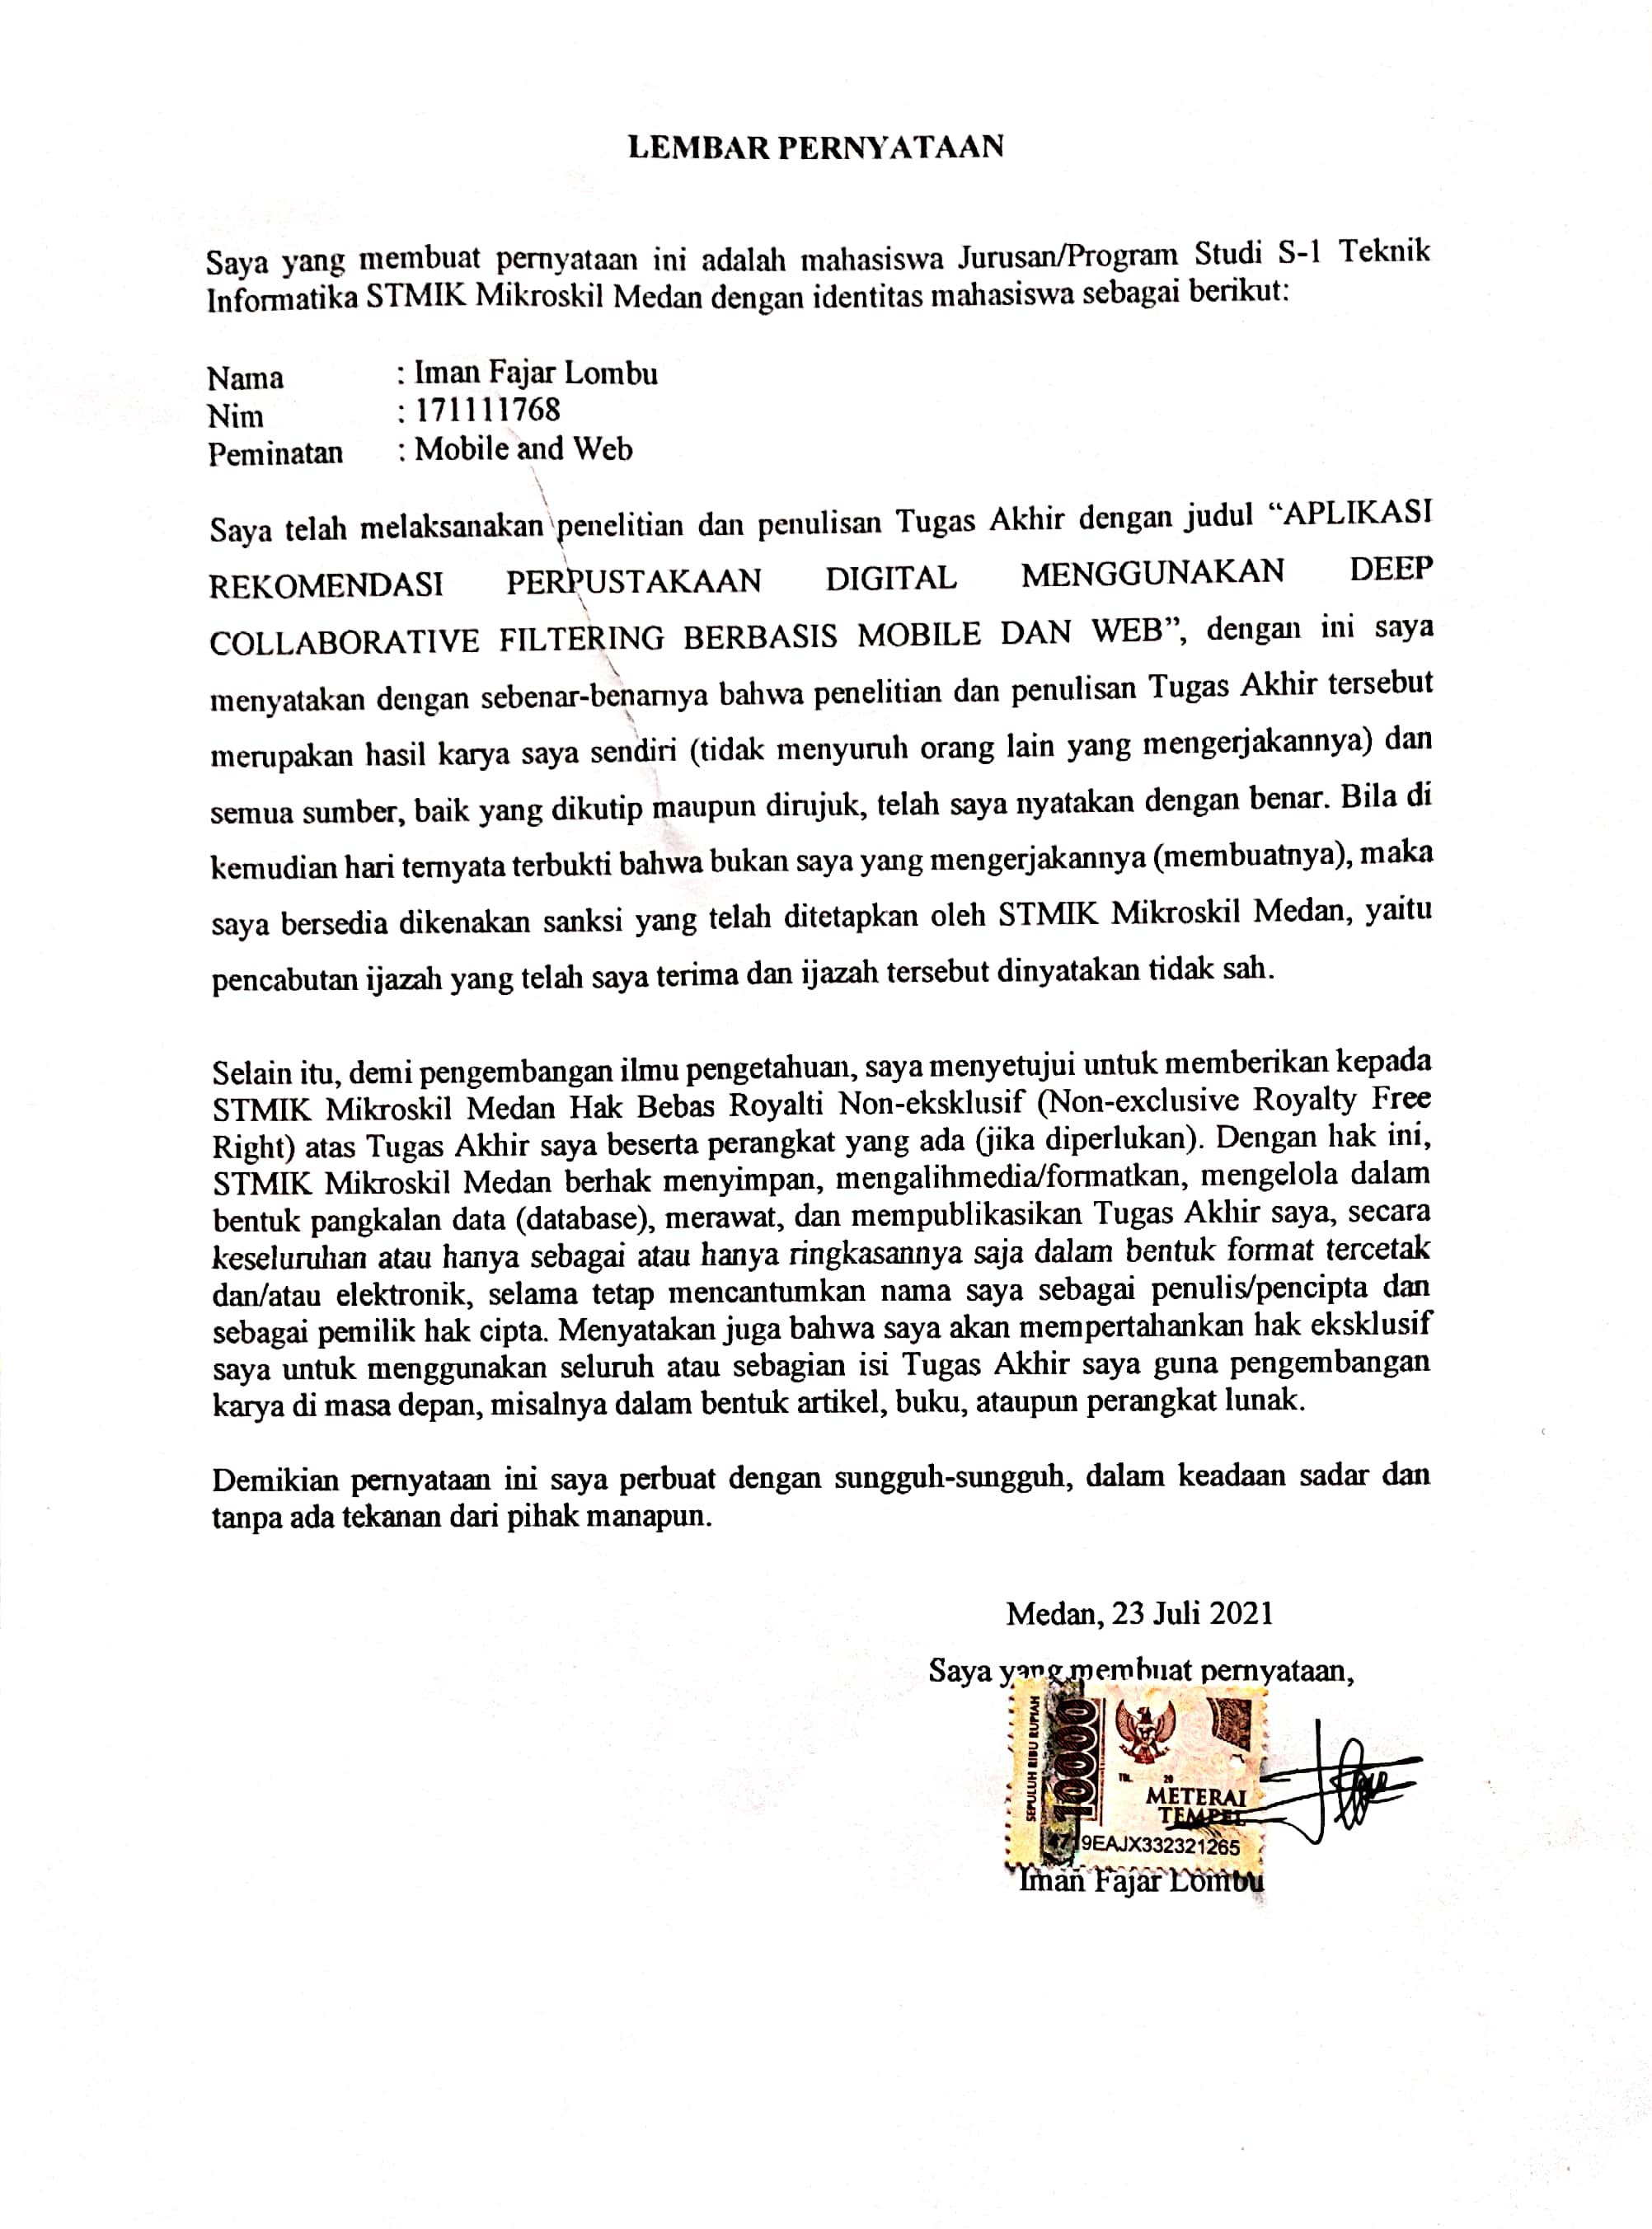 LEMBAR PERNYATAAN
Saya yang membuat pernyataan ini adalah mahasiswa Jurusan/Program Studi S-1 Teknik
Informatika STMIK Mikroskil Medan dengan identitas mahasiswa sebagai berikut:
Nama : Iman Fajar Lombu
Nim : 171111768
Peminatan : Mobile and Web
Saya telah melaksanakan penelitian dan penulisan Tugas Akhir dengan judul “APLIKASI
REKOMENDASI PERPUSTAKAAN DIGITAL MENGGUNAKAN DEEP
COLLABORATIVE FILTERING BERBASIS MOBILE DAN WEB”, dengan ini saya
menyatakan dengan sebenar-benarnya bahwa penelitian dan penulisan Tugas Akhir tersebut
merupakan hasil karya saya sendiri (tidak menyuruh orang lain yang mengerjakannya) dan
semua sumber, baik yang dikutip maupun dirujuk, telah saya nyatakan dengan benar. Bila di
kemudian hari ternyata terbukti bahwa bukan saya yang mengerjakannya (membuatnya), maka
saya bersedia dikenakan sanksi yang telah ditetapkan oleh STMIK Mikroskil Medan, yaitu
pencabutan ijazah yang telah saya terima dan ijazah tersebut dinyatakan tidak sah.
Selain itu, demi pengembangan ilmu pengetahuan, saya menyetujui untuk memberikan kepada
STMIK Mikroskil Medan Hak Bebas Royalti Non-eksklusif (Non-exclusive Royalty Free
Right) atas Tugas Akhir saya beserta perangkat yang ada (jika diperlukan). Dengan hak ini,
STMIK Mikroskil Medan berhak menyimpan, mengalihmedia/formatkan, mengelola dalam
bentuk pangkalan data (database), merawat, dan mempublikasikan Tugas Akhir saya, secara
keseluruhan atau hanya sebagai atau hanya ringkasannya saja dalam bentuk format tercetak
dan/atau elektronik, selama tetap mencantumkan nama saya sebagai penulis/pencipta dan
sebagai pemilik hak cipta. Menyatakan juga bahwa saya akan mempertahankan hak eksklusif
saya untuk menggunakan seluruh atau sebagian isi Tugas Akhir saya guna pengembangan
karya di masa depan, misalnya dalam bentuk artikel, buku, ataupun perangkat lunak.
Demikian pernyataan ini saya perbuat dengan sungguh-sungguh, dalam keadaan sadar dan
tanpa ada tekanan dari pihak manapun.
Medan, 23 Juli 2021
Saya yang membuat pernyataan,
SEPULUH RIBU RUPIAH
10000
TGL. 20
METERAI
TEMPEL
9EAJX332321265
Iman Fajar Lombu